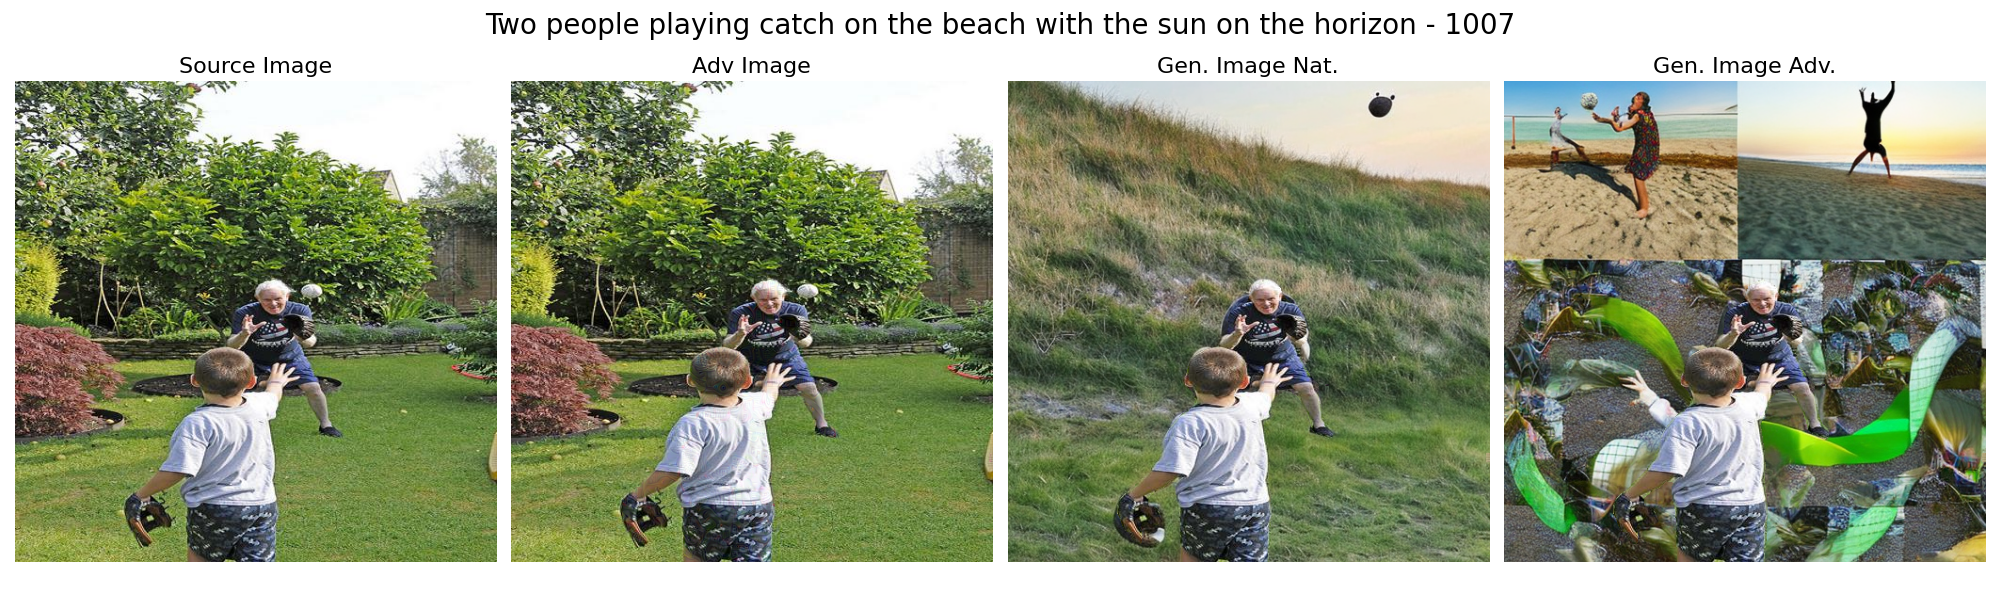 Two people playing catch on the beach with the sun on the horizon - 1007
Source Image
Adv Image
Gen. Image Nat.
Gen. Image Adv.